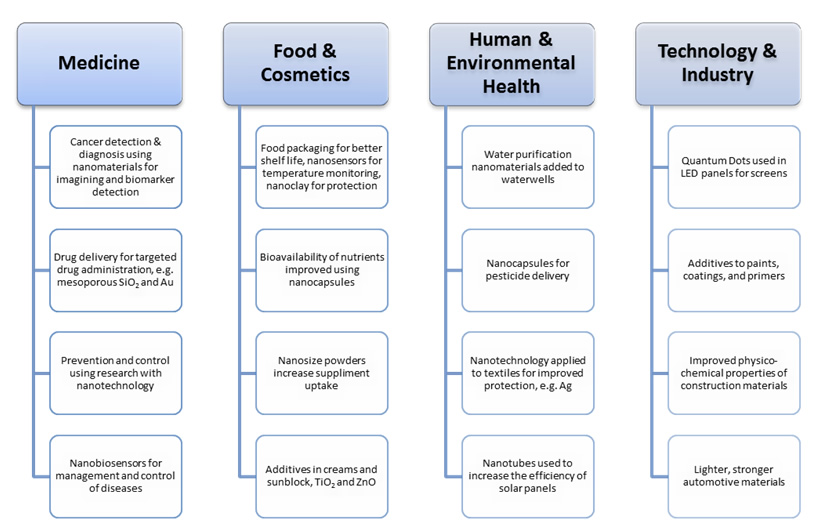 Medicine
Cancer detection &
diagnosis using
nanomaterials for
imagining and biomarker
detection
Drug delivery for targeted
drug administration, e.g.
mesoporous SiO₂ and Au
Prevention and control
using research with
nanotechnology
Nanobiosensors for
management and control
of diseases
Food &
Cosmetics
Food packaging for better
shelf life, nanosensors for
temperature monitoring,
nanoclay for protection
Bioavailability of nutrients
improved using
nanocapsules
Nanosize powders
increase suppliment
uptake
Additives in creams and
sunblock, TiO₂ and ZnO
Human &
Environmental
Health
Water purification
nanomaterials added to
waterwells
Nanocapsules for
pesticide delivery
Nanotechnology applied
to textiles for improved
protection, e.g. Ag
Nanotubes used to
increase the efficiency of
solar panels
Technology &
Industry
Quantum Dots used in
LED panels for screens
Additives to paints,
coatings, and primers
Improved physico-
chemical properties of
construction materials
Lighter, stronger
automotive materials